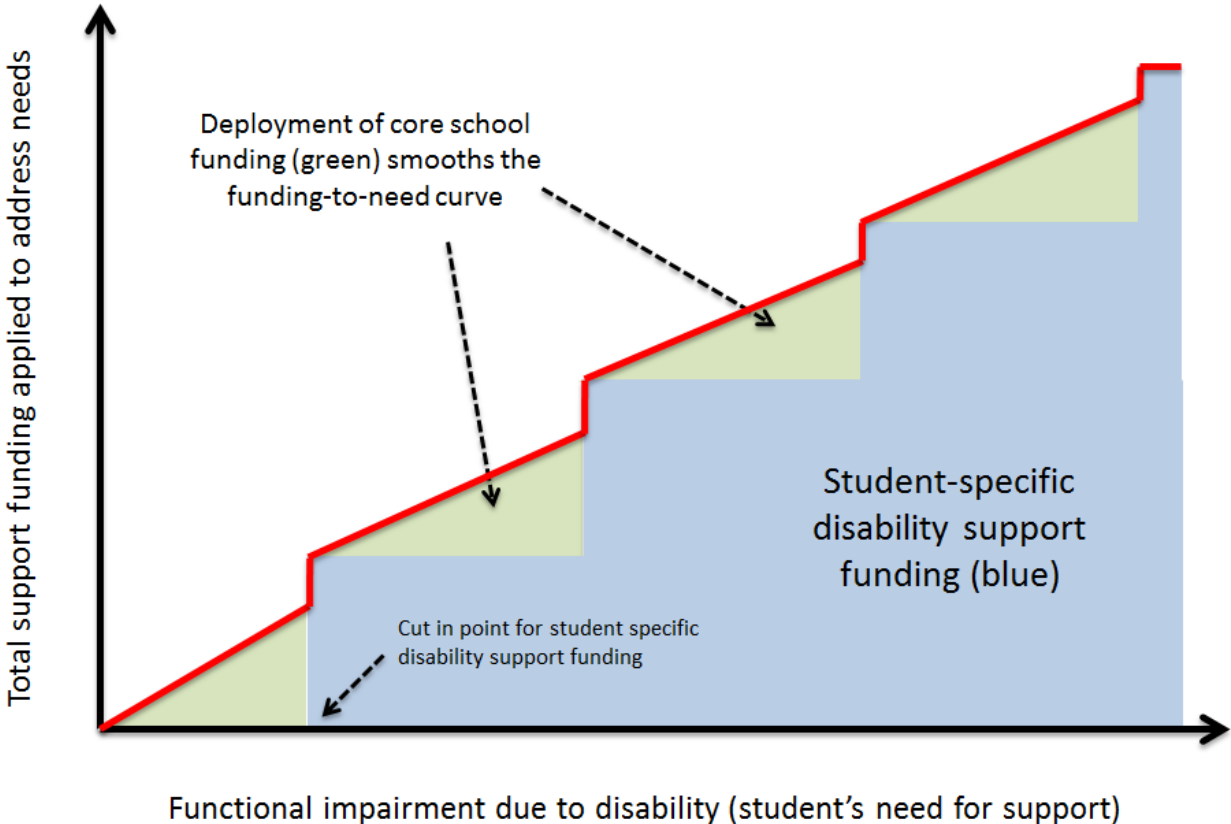 Total support funding applied to address needs
Deployment of core school
funding (green) smooths the
funding-to-need curve
Student-specific
disability support
funding (blue)
Cut in point for student specific
disability support funding
Functional impairment due to disability (student’s need for support)